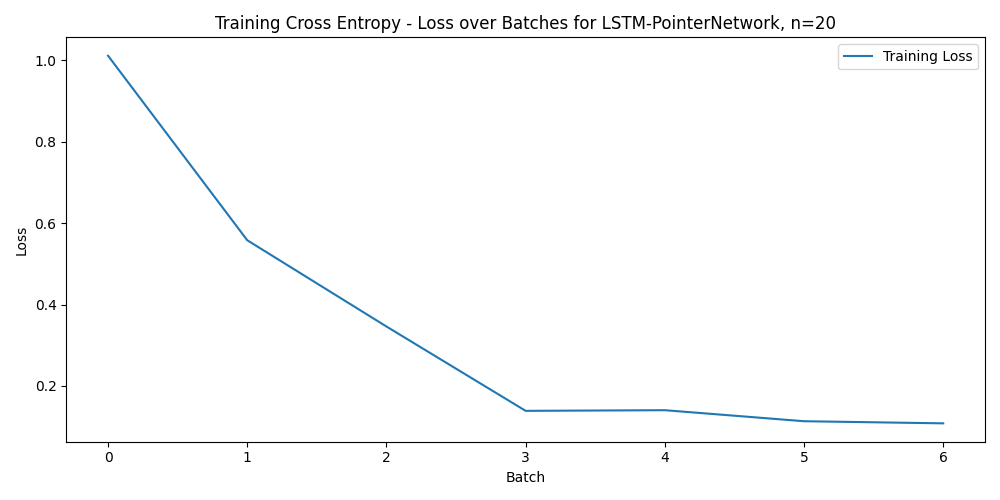 Training Cross Entropy - Loss over Batches for LSTM-PointerNetwork, n=20
Training Loss
1.0
0.8
0.6
0.4
0.2
Loss
0 1 2 3 4 5 6
Batch